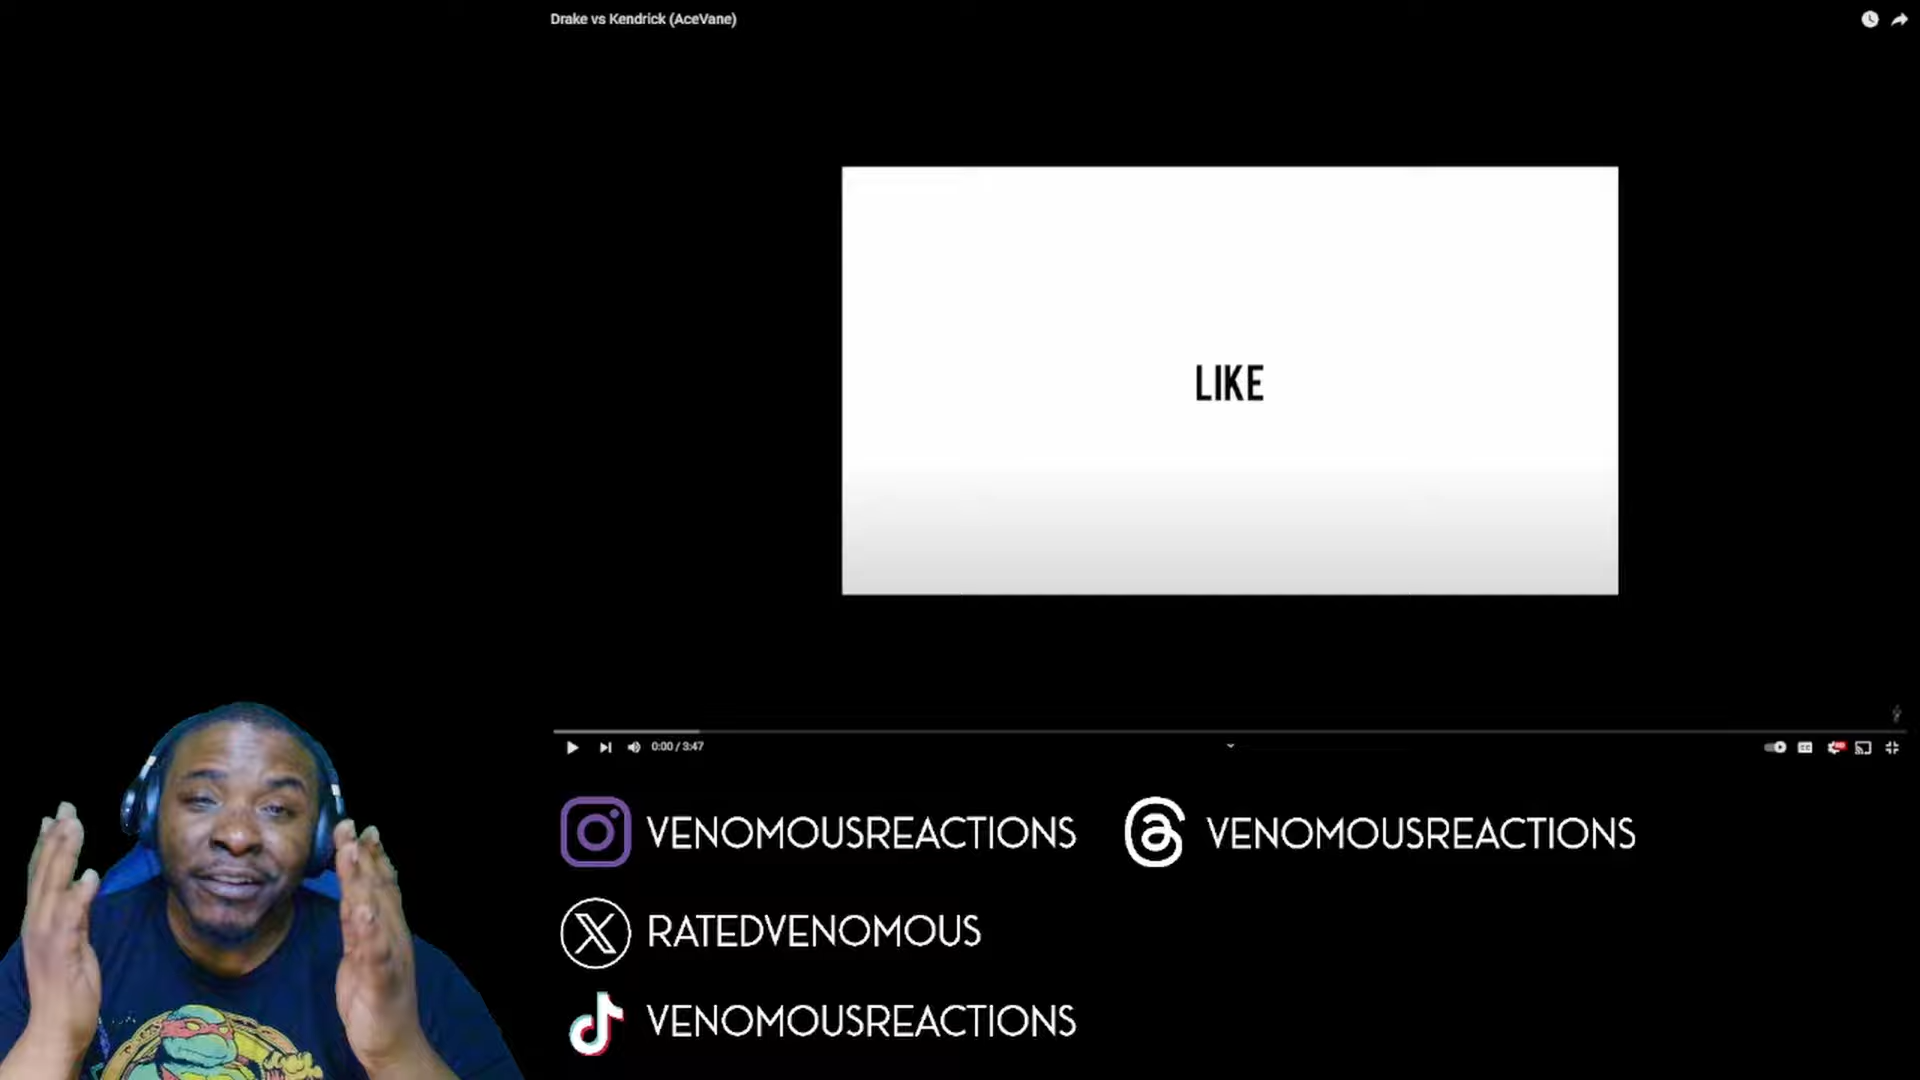 Drake vs Kendrick (AceVane)
LIKE
0:00 / 3:47
VENOMOUSREACTIONS
VENOMOUSREACTIONS
RATEDVENOMOUS
VENOMOUSREACTIONS